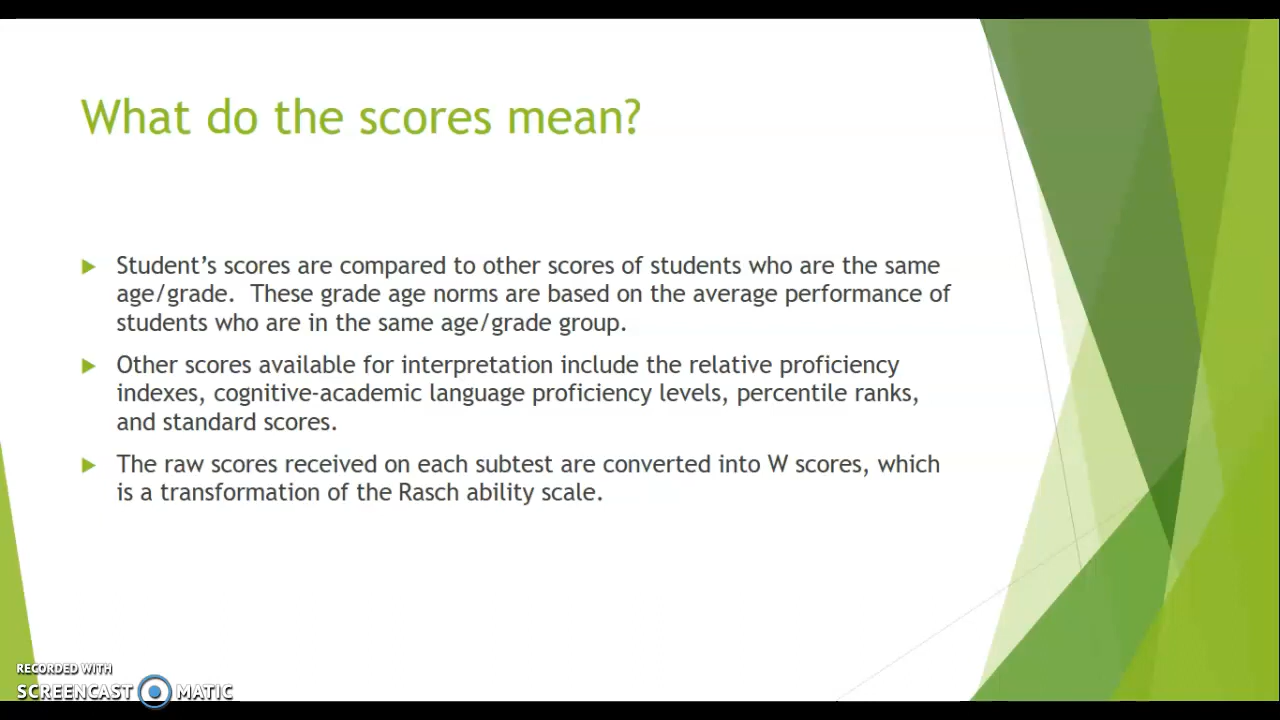 What do the scores mean?
Student's scores are compared to other scores of students who are the same
age/grade.  These grade age norms are based on the average performance of
students who are in the same age/grade group.
Other scores available for interpretation include the relative proficiency
indexes, cognitive-academic language proficiency levels, percentile ranks,
and standard scores.
The raw scores received on each subtest are converted into W scores, which
is a transformation of the Rasch ability scale.
RECORDED WITH
SCREENCAST MATIC